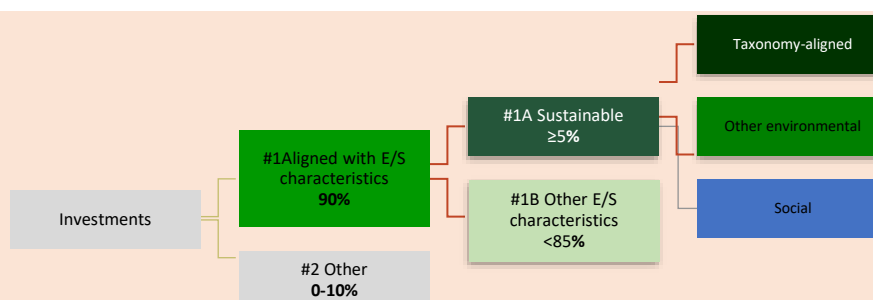 Taxonomy-aligned
#1A Sustainable
≥5%
Other environmental
#1Aligned with E/S
characteristics
90%
#1B Other E/S
characteristics
<85%
Social
Investments
#2 Other
0-10%